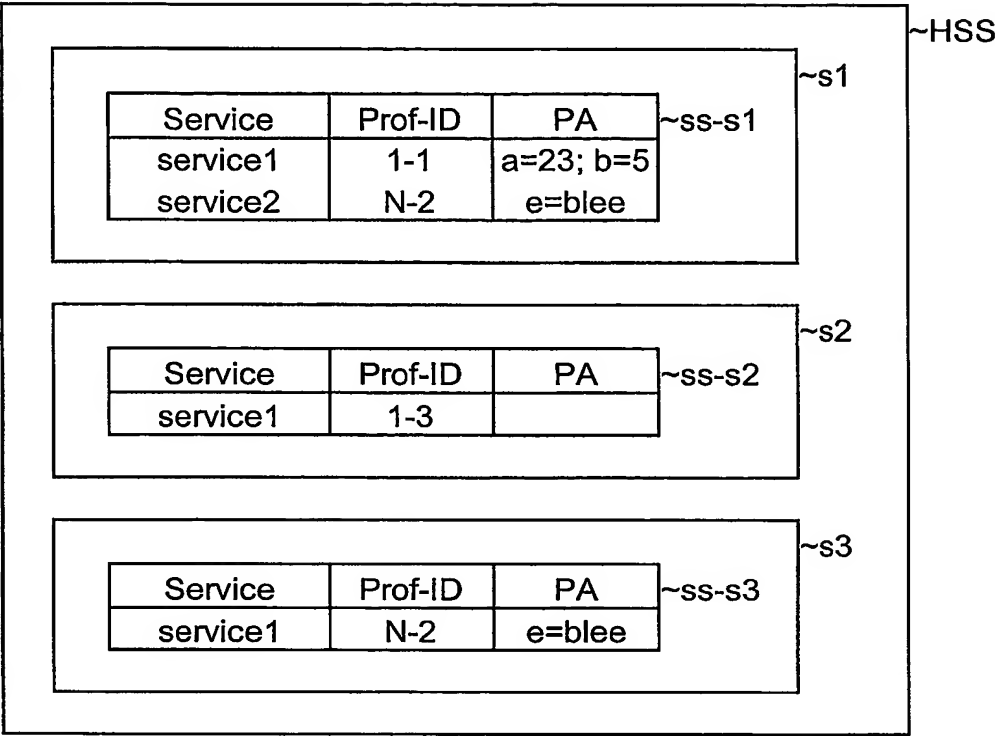 ~HSS
~s1
Service Prof-ID PA ~ss-s1
service1 1-1 a=23; b=5
service2 N-2 e=blee
~s2
Service Prof-ID PA ~ss-s2
service1 1-3
~s3
Service Prof-ID PA ~ss-s3
service1 N-2 e=blee